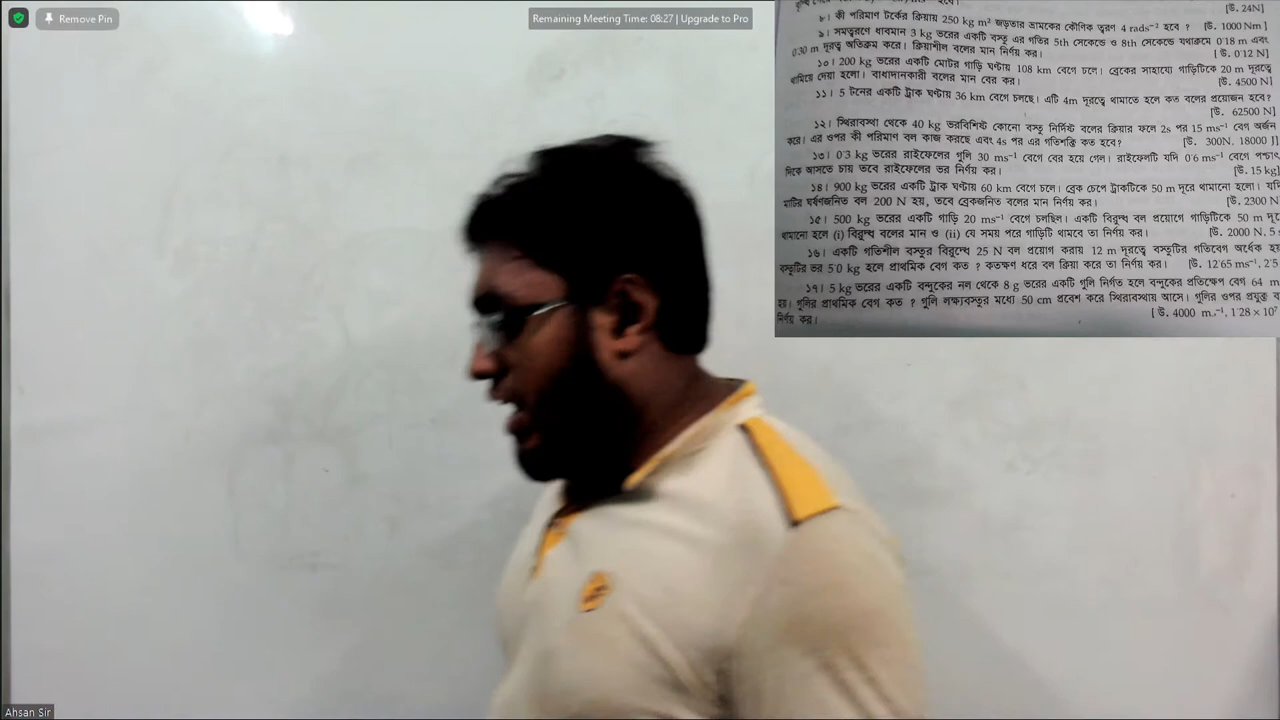 Remove Pin
Remaining Meeting Time: 08:27 | Upgrade to Pro
[উ. 24N]
৮। কী পরিমাণ টর্কের ক্রিয়ায় 250 kg m² জড়তার ভ্রামকের কৌণিক ত্বরণ 4 rads⁻² হবে ? [উ. 1000 Nm]
৯। সমত্বরণে ধাবমান 3 kg ভরের একটি বস্তু এর গতির 5th সেকেন্ডে ও 8th সেকেন্ডে যথাক্রমে 0·18 m এবং
0·30 m দূরত্ব অতিক্রম করে। ক্রিয়াশীল বলের মান নির্ণয় কর। [উ. 0·12 N]
১০। 200 kg ভরের একটি মোটর গাড়ি ঘণ্টায় 108 km বেগে চলে। ব্রেকের সাহায্যে গাড়িটিকে 20 m দূরত্বে
থামিয়ে দেয়া হলো। বাধাদানকারী বলের মান বের কর। [উ. 4500 N]
১১। 5 টনের একটি ট্রাক ঘণ্টায় 36 km বেগে চলছে। এটি 4m দূরত্বে থামাতে হলে কত বলের প্রয়োজন হবে?
[উ. 62500 N]
১২। স্থিরাবস্থা থেকে 40 kg ভরবিশিষ্ট কোনো বস্তু নির্দিষ্ট বলের ক্রিয়ার ফলে 2s পর 15 ms⁻¹ বেগ অর্জন
করে। এর ওপর কী পরিমাণ বল কাজ করছে এবং 4s পর এর গতিশক্তি কত হবে? [উ. 300N, 18000 J]
১৩। 0·3 kg ভরের রাইফেলের গুলি 30 ms⁻¹ বেগে বের হয়ে গেল। রাইফেলটি যদি 0·6 ms⁻¹ বেগে পশ্চাৎ
দিকে আসতে চায় তবে রাইফেলের ভর নির্ণয় কর। [উ. 15 kg]
১৪। 900 kg ভরের একটি ট্রাক ঘণ্টায় 60 km বেগে চলে। ব্রেক চেপে ট্রাকটিকে 50 m দূরে থামানো হলো। যদি
মাটির ঘর্ষণজনিত বল 200 N হয়, তবে ব্রেকজনিত বলের মান নির্ণয় কর। [উ. 2300 N
১৫। 500 kg ভরের একটি গাড়ি 20 ms⁻¹ বেগে চলছিল। একটি বিরুদ্ধ বল প্রয়োগে গাড়িটিকে 50 m দূ
থামানো হলে (i) বিরুদ্ধ বলের মান ও (ii) যে সময় পরে গাড়িটি থামবে তা নির্ণয় কর। [উ. 2000 N, 5
১৬। একটি গতিশীল বস্তুর বিরুদ্ধে 25 N বল প্রয়োগ করায় 12 m দূরত্বে বস্তুটির গতিবেগ অর্ধেক হ
বস্তুটির ভর 5·0 kg হলে প্রাথমিক বেগ কত ? কতক্ষণ ধরে বল ক্রিয়া করে তা নির্ণয় কর। [উ. 12·65 ms⁻¹, 2·5
১৭। 5 kg ভরের একটি বন্দুকের নল থেকে 8 g ভরের একটি গুলি নির্গত হলে বন্দুকের প্রতিক্ষেপ বেগ 64 m
হয়। গুলির প্রাথমিক বেগ কত ? গুলি লক্ষ্যবস্তুর মধ্যে 50 cm প্রবেশ করে স্থিরাবস্থায় আসে। গুলির ওপর প্রযুক্ত
নির্ণয় কর। [উ. 4000 m⁻¹, 1·28 × 10⁷
Ahsan Sir